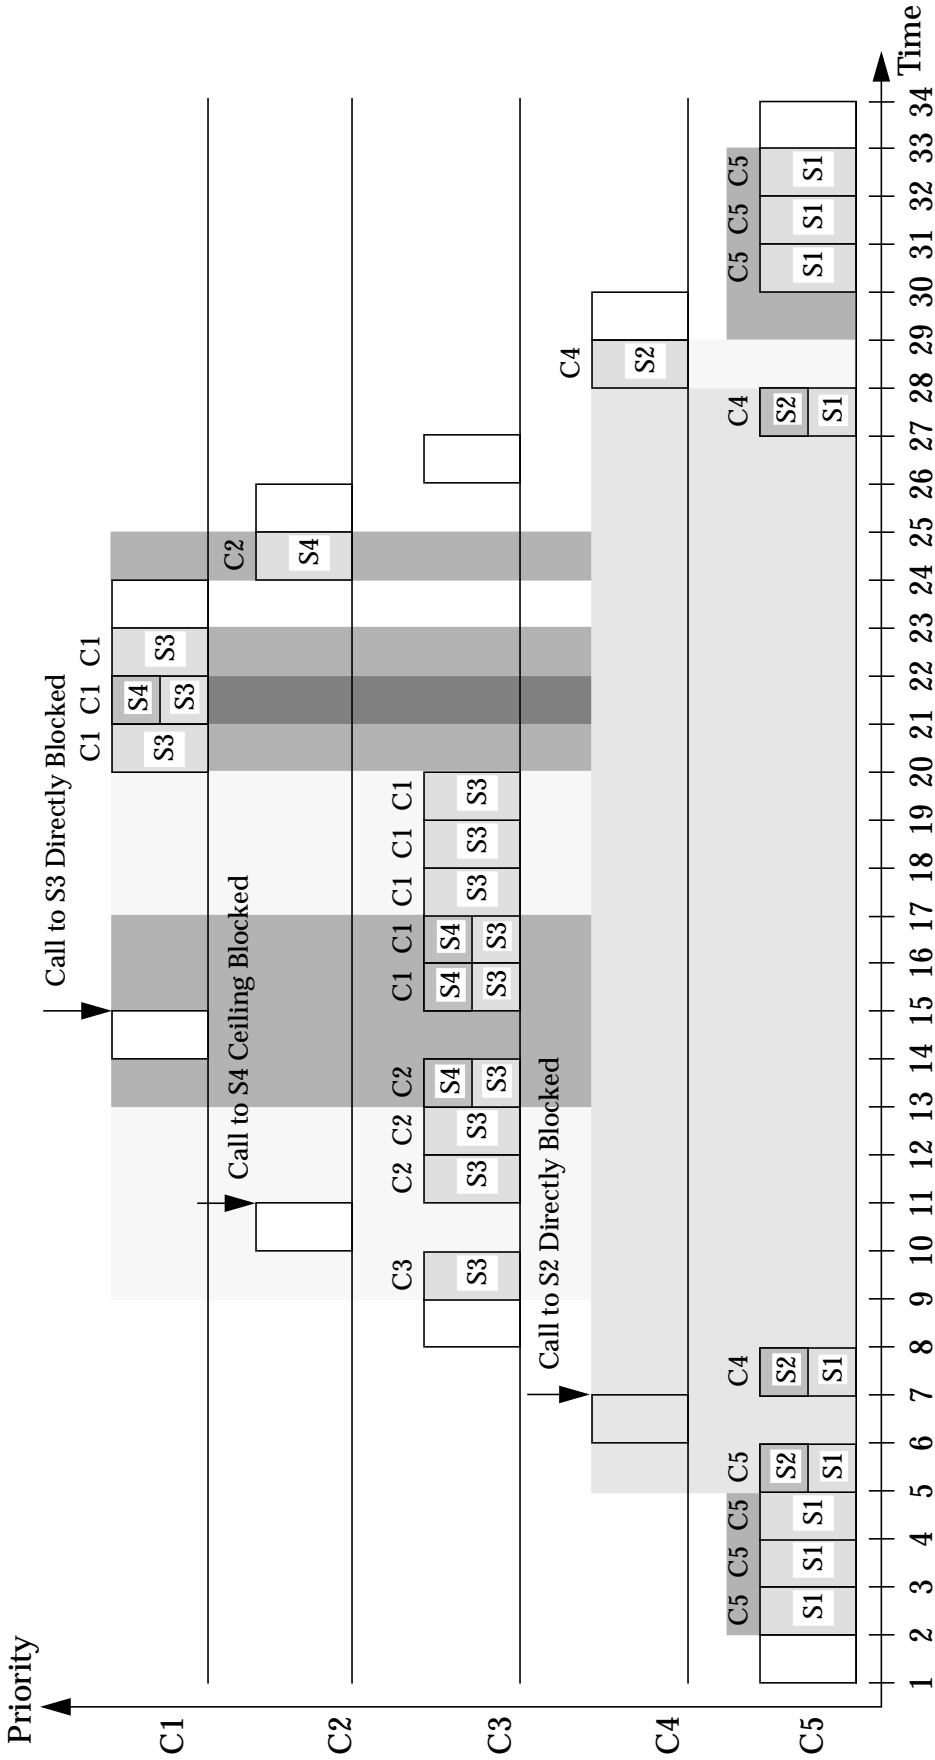 Priority
Call to S3 Directly Blocked
C1 C1 C1
C1
S3
S4
S3
S3
Call to S4 Ceiling Blocked
C2
C2
S4
Call to S2 Directly Blocked
C3 C2 C2 C2 C1 C1 C1 C1 C1
C3
S3
S3
S3
S4
S3
S4
S3
S4
S3
S3
S3
S3
C4
C4
S2
C5 C5 C5 C5 C4 C4 C5 C5 C5
C5
S1
S1
S1
S2
S1
S2
S1
S2
S1
S1
S1
S1
1 2 3 4 5 6 7 8 9 10 11 12 13 14 15 16 17 18 19 20 21 22 23 24 25 26 27 28 29 30 31 32 33 34
Time